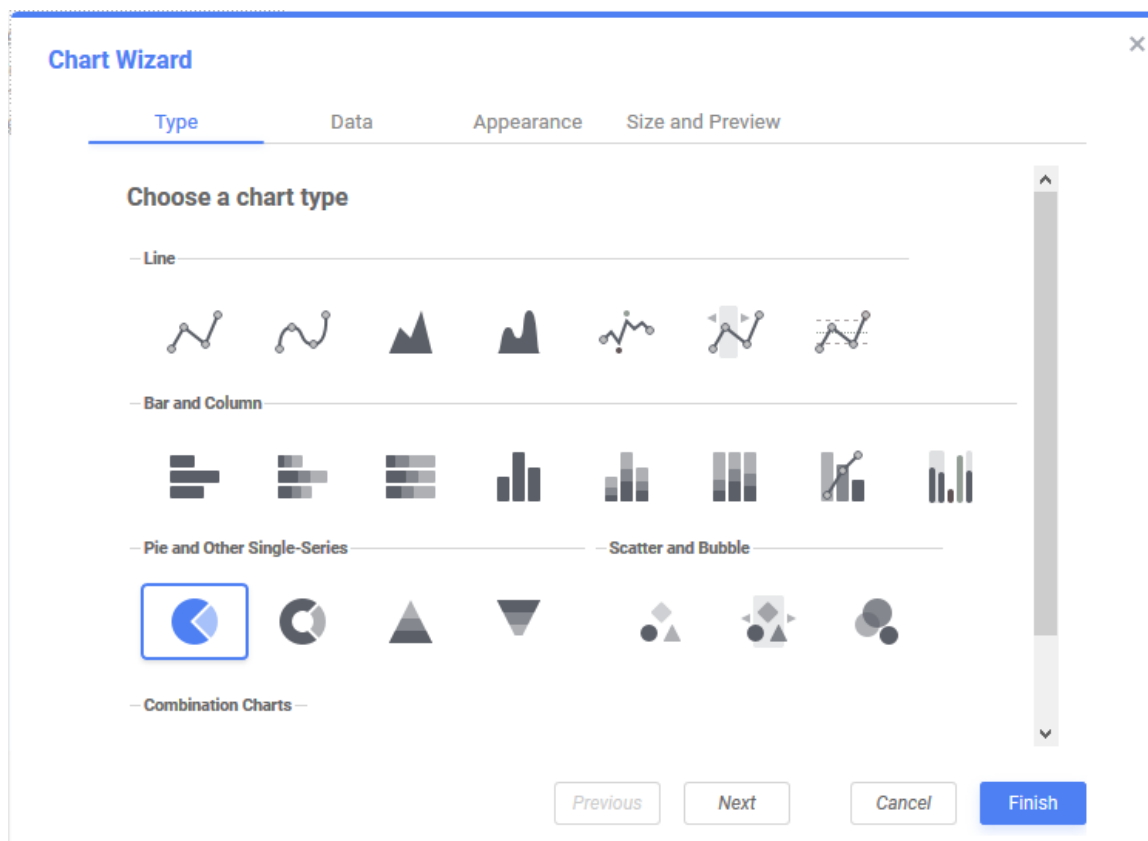 Chart Wizard
Type Data Appearance Size and Preview
Choose a chart type
Line
Bar and Column
Pie and Other Single-Series Scatter and Bubble
Combination Charts
Previous Next Cancel Finish